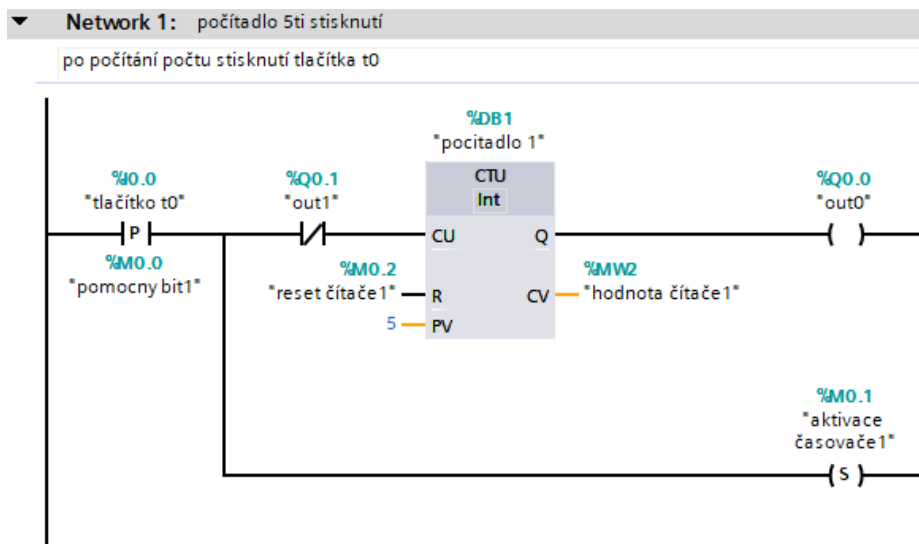 Network 1: počítadlo 5ti stisknutí
po počítání počtu stisknutí tlačítka t0
%DB1
"pocitadlo 1"
%I0.0
"tlačítko t0"
P
%M0.0
"pomocny bit1"
%Q0.1
"out1"
CTU
Int
CU
Q
%M0.2
"reset čítače1"
R
CV
%MW2
"hodnota čítače1"
5
PV
%Q0.0
"out0"
%M0.1
"aktivace
časovače1"
S